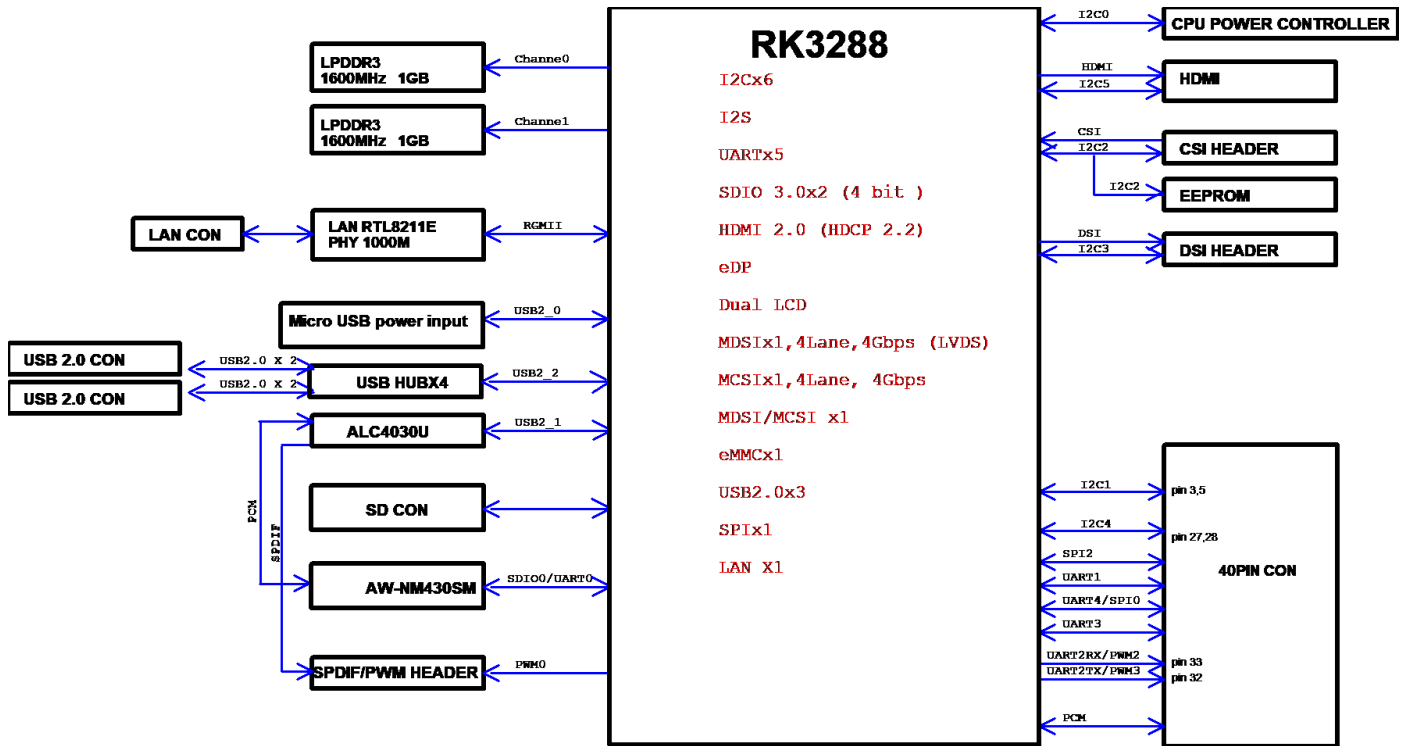 RK3288
I2Cx6
I2S
UARTx5
SDIO 3.0x2 (4 bit )
HDMI 2.0 (HDCP 2.2)
eDP
Dual LCD
MDSIx1,4Lane,4Gbps (LVDS)
MCSIx1,4Lane, 4Gbps
MDSI/MCSI x1
eMMCx1
USB2.0x3
SPIx1
LAN X1
LPDDR3
1600MHz 1GB
Channe0
LPDDR3
1600MHz 1GB
Channe1
LAN CON
LAN RTL8211E
PHY 1000M
RGMII
Micro USB power input
USB2_0
USB 2.0 CON
USB2.0 X 2
USB 2.0 CON
USB2.0 X 2
USB HUBX4
USB2_2
ALC4030U
USB2_1
PCM
SPDIF
SD CON
AW-NM430SM
SDIO0/UART0
SPDIF/PWM HEADER
PWM0
I2C0
CPU POWER CONTROLLER
HDMI
I2C5
HDMI
CSI
I2C2
CSI HEADER
I2C2
EEPROM
DSI
I2C3
DSI HEADER
I2C1
pin 3,5
I2C4
pin 27,28
SPI2
40PIN CON
UART1
UART4/SPI0
UART3
UART2RX/PWM2
pin 33
UART2TX/PWM3
pin 32
PCM